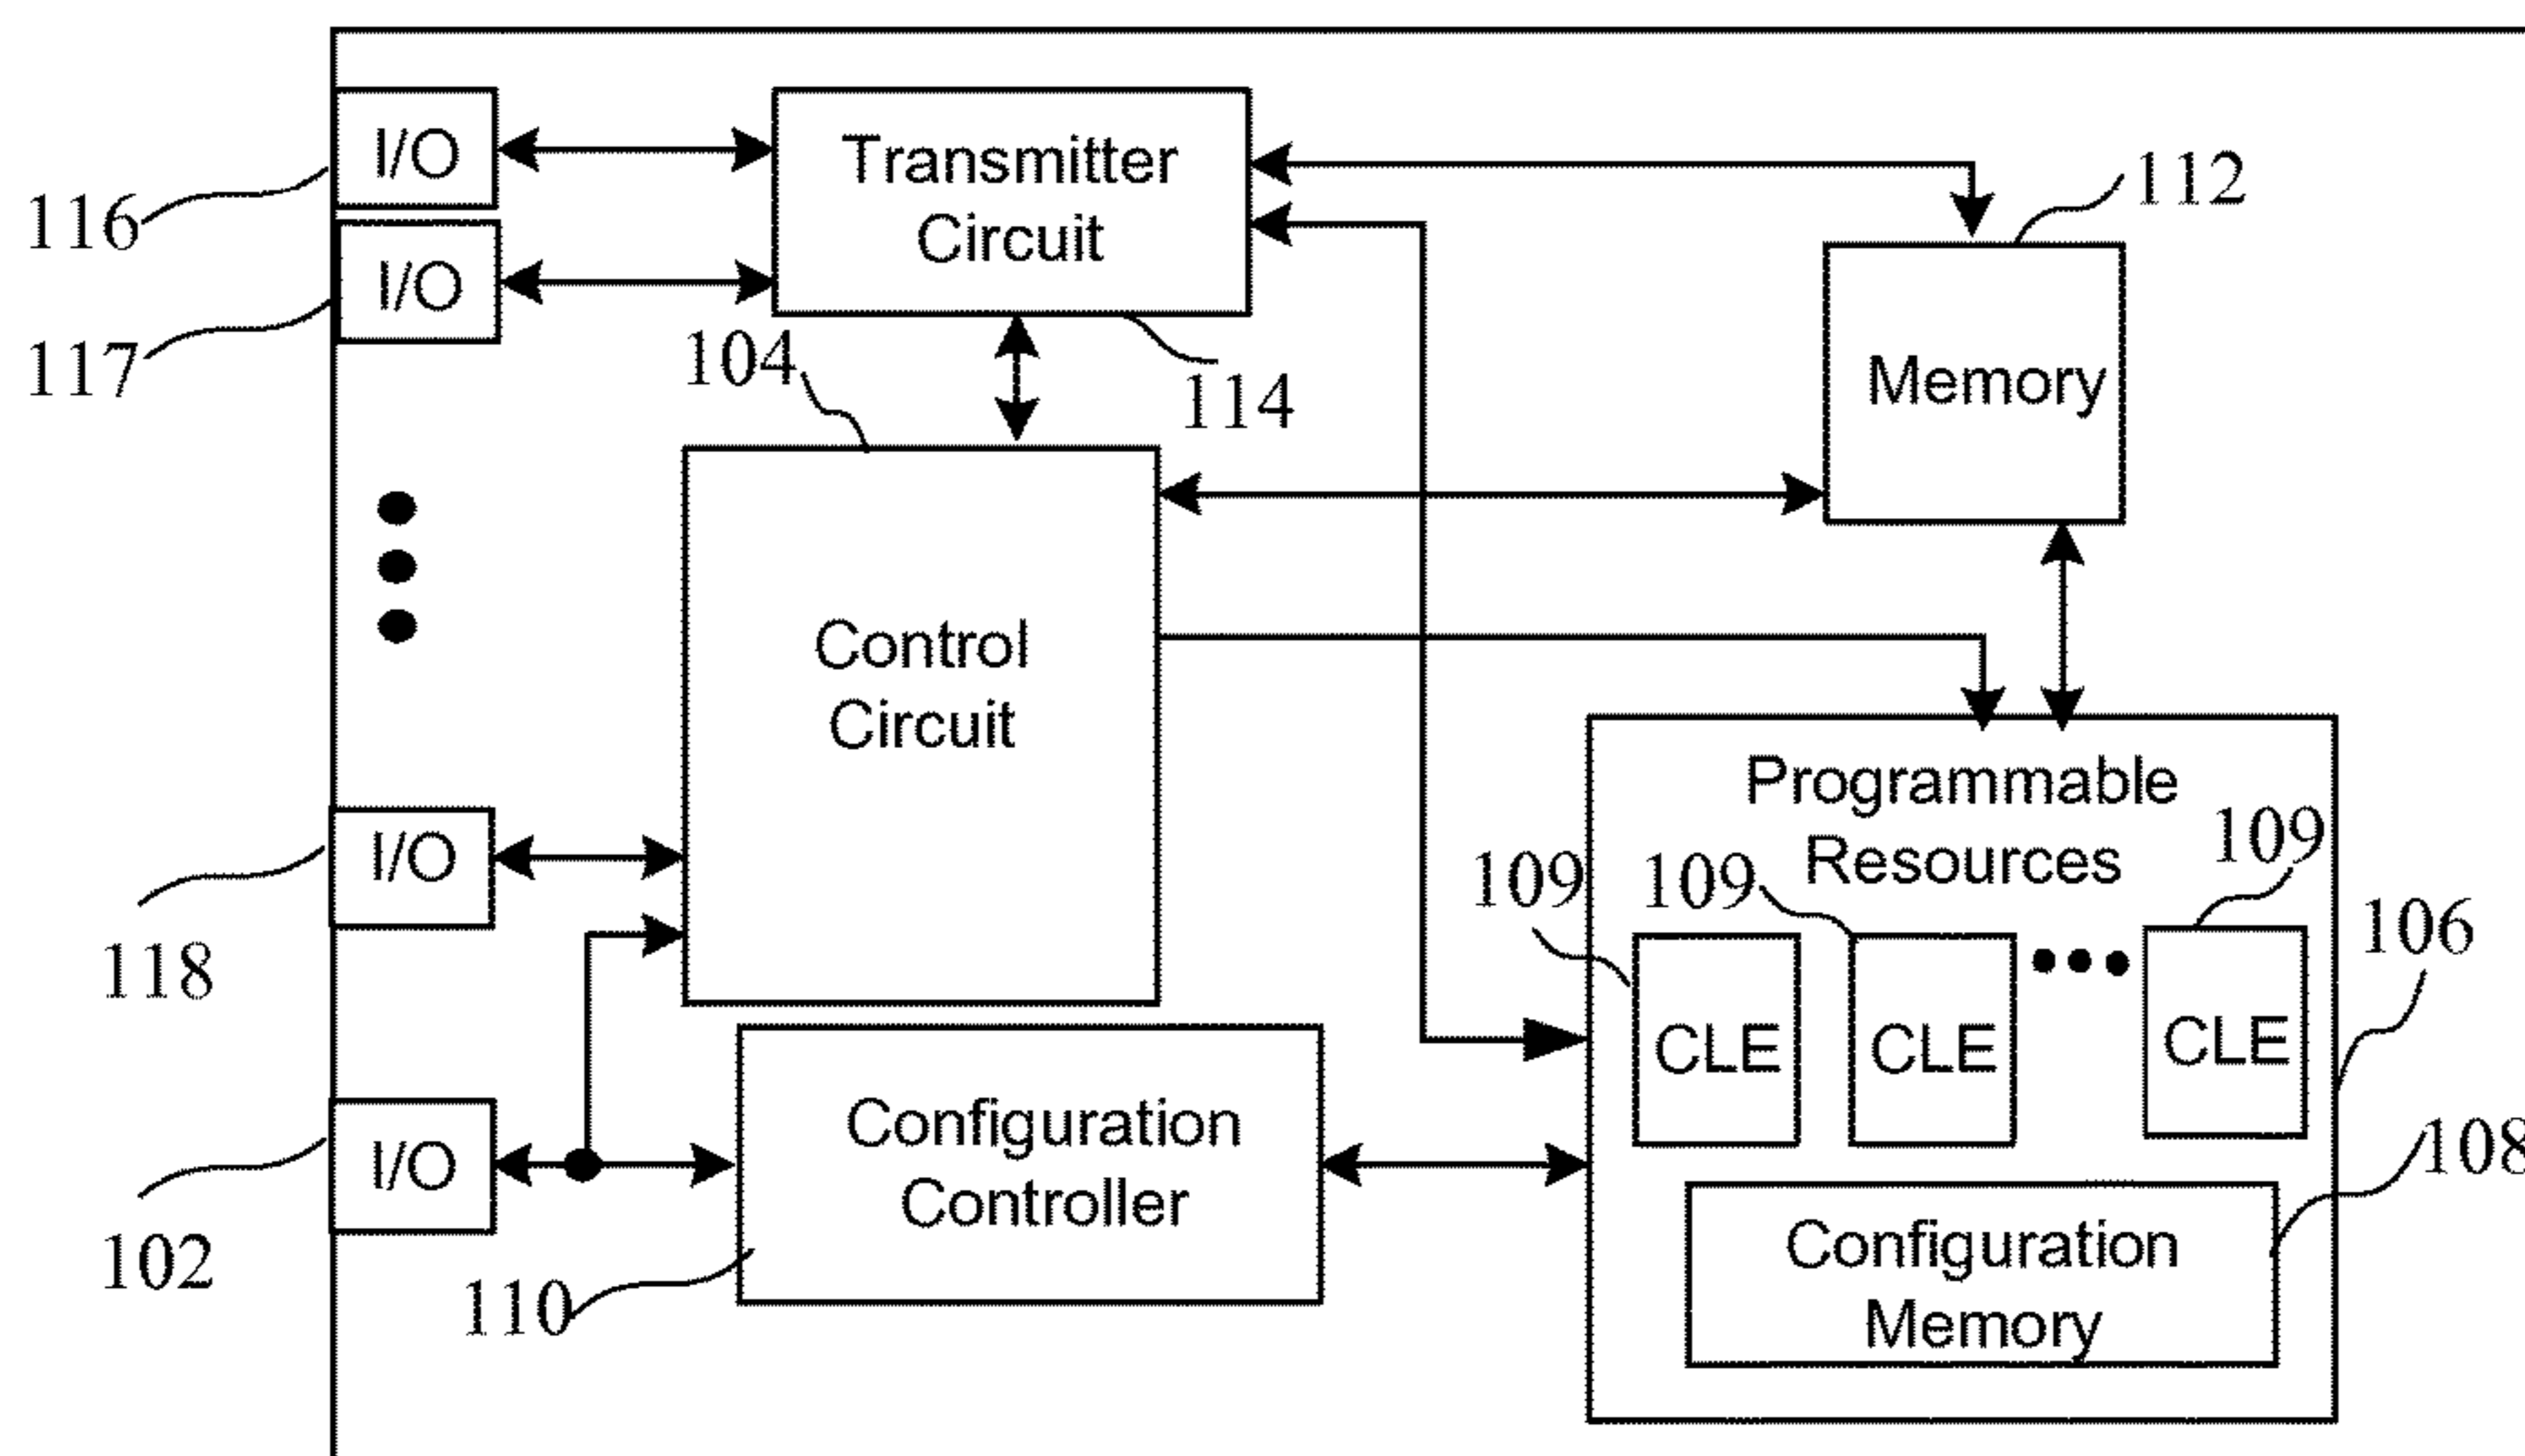 I/O
Transmitter
Circuit
112
116
I/O
117
104
114
Memory
Control
Circuit
Programmable
Resources
109
109
109
I/O
118
106
CLE
CLE
CLE
Configuration
Controller
I/O
102
110
108
Configuration
Memory